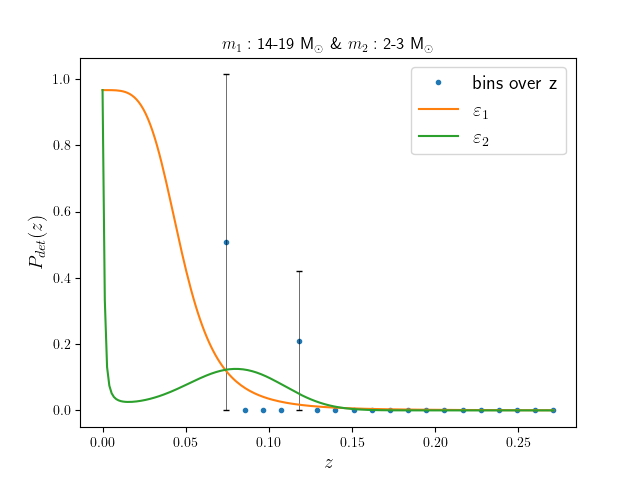 m₁ : 14-19 M⊙ & m₂ : 2-3 M⊙
bins over z
ε₁
ε₂
P_det(z)
1.0
0.8
0.6
0.4
0.2
0.0
0.00 0.05 0.10 0.15 0.20 0.25
z